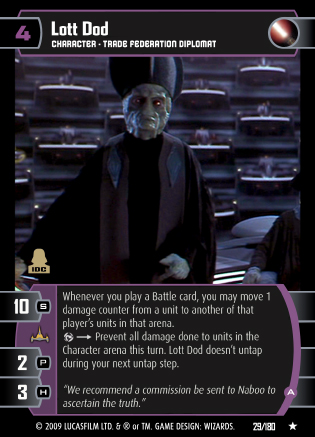 4
Lott Dod
CHARACTER · TRADE FEDERATION DIPLOMAT
IDC
10 S
2 P
3 H
Whenever you play a Battle card, you may move 1
damage counter from a unit to another of that
player's units in that arena.
Prevent all damage done to units in the
Character arena this turn. Lott Dod doesn't untap
during your next untap step.
"We recommend a commission be sent to Naboo to
ascertain the truth."
A
© 2009 LUCASFILM LTD. & ® or TM. GAME DESIGN: WIZARDS.
29/180